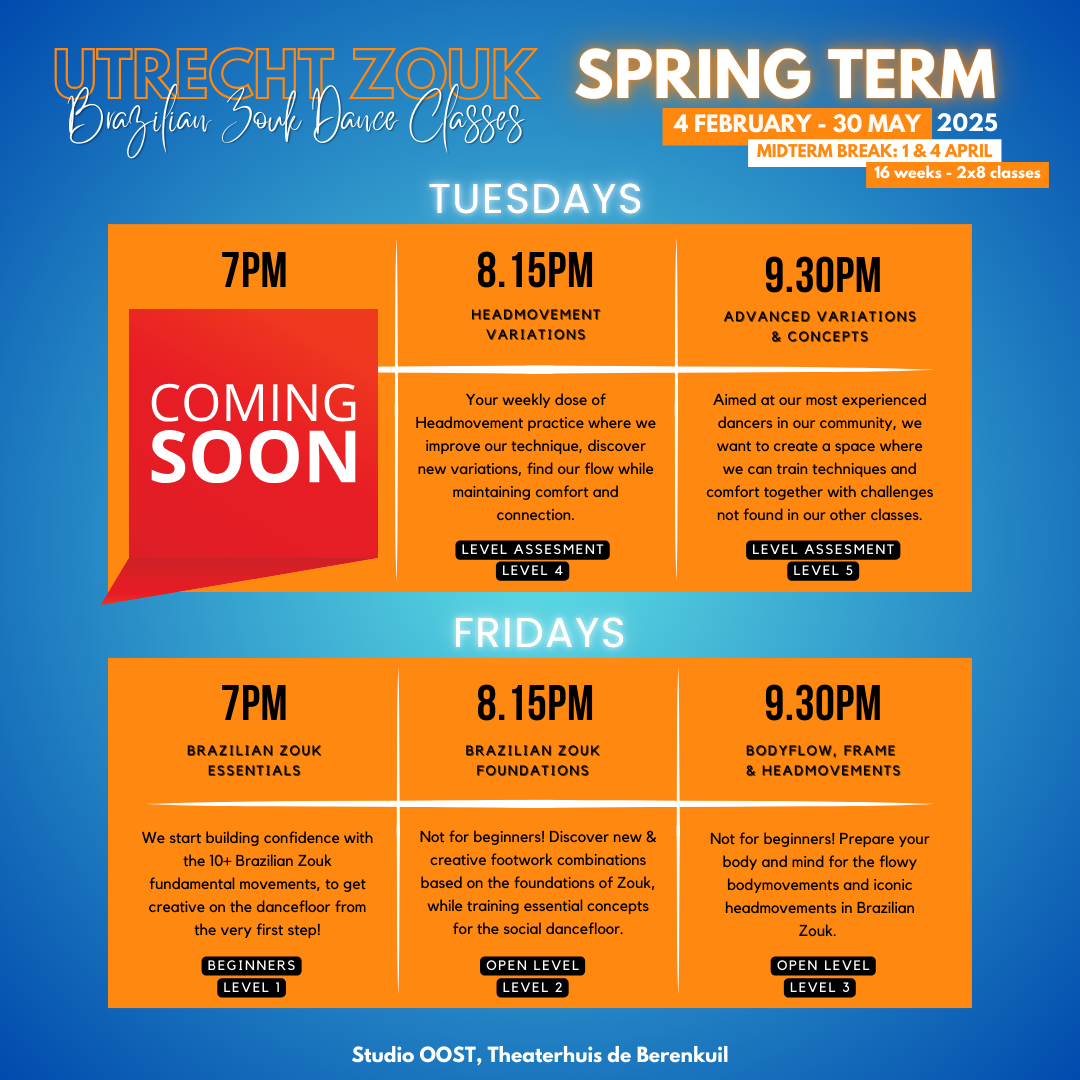 UTRECHT ZOUK
Brazilian Zouk Dance Classes
SPRING TERM
4 FEBRUARY - 30 MAY 2025
MIDTERM BREAK: 1 & 4 APRIL
16 weeks - 2x8 classes
TUESDAYS
7PM
COMING
SOON
8.15PM
HEADMOVEMENT
VARIATIONS
Your weekly dose of
Headmovement practice where we
improve our technique, discover
new variations, find our flow while
maintaining comfort and
connection.
LEVEL ASSESMENT
LEVEL 4
9.30PM
ADVANCED VARIATIONS
& CONCEPTS
Aimed at our most experienced
dancers in our community, we
want to create a space where
we can train techniques and
comfort together with challenges
not found in our other classes.
LEVEL ASSESMENT
LEVEL 5
FRIDAYS
7PM
BRAZILIAN ZOUK
ESSENTIALS
We start building confidence with
the 10+ Brazilian Zouk
fundamental movements, to get
creative on the dancefloor from
the very first step!
BEGINNERS
LEVEL 1
8.15PM
BRAZILIAN ZOUK
FOUNDATIONS
Not for beginners! Discover new &
creative footwork combinations
based on the foundations of Zouk,
while training essential concepts
for the social dancefloor.
OPEN LEVEL
LEVEL 2
9.30PM
BODYFLOW, FRAME
& HEADMOVEMENTS
Not for beginners! Prepare your
body and mind for the flowy
bodymovements and iconic
headmovements in Brazilian
Zouk.
OPEN LEVEL
LEVEL 3
Studio OOST, Theaterhuis de Berenkuil